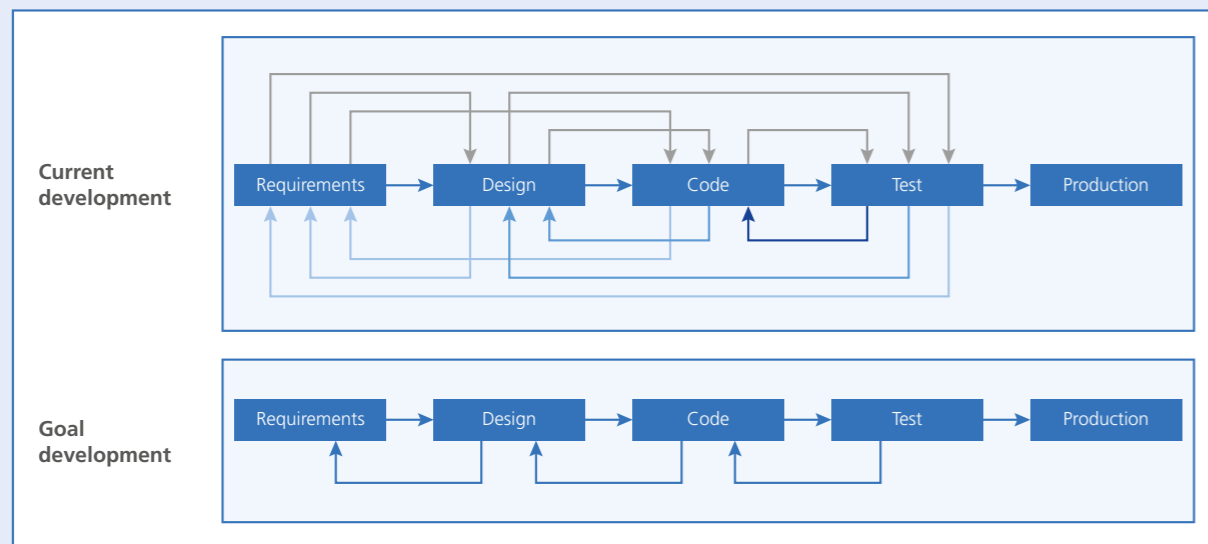 Current
development
Requirements
Design
Code
Test
Production
Goal
development
Requirements
Design
Code
Test
Production